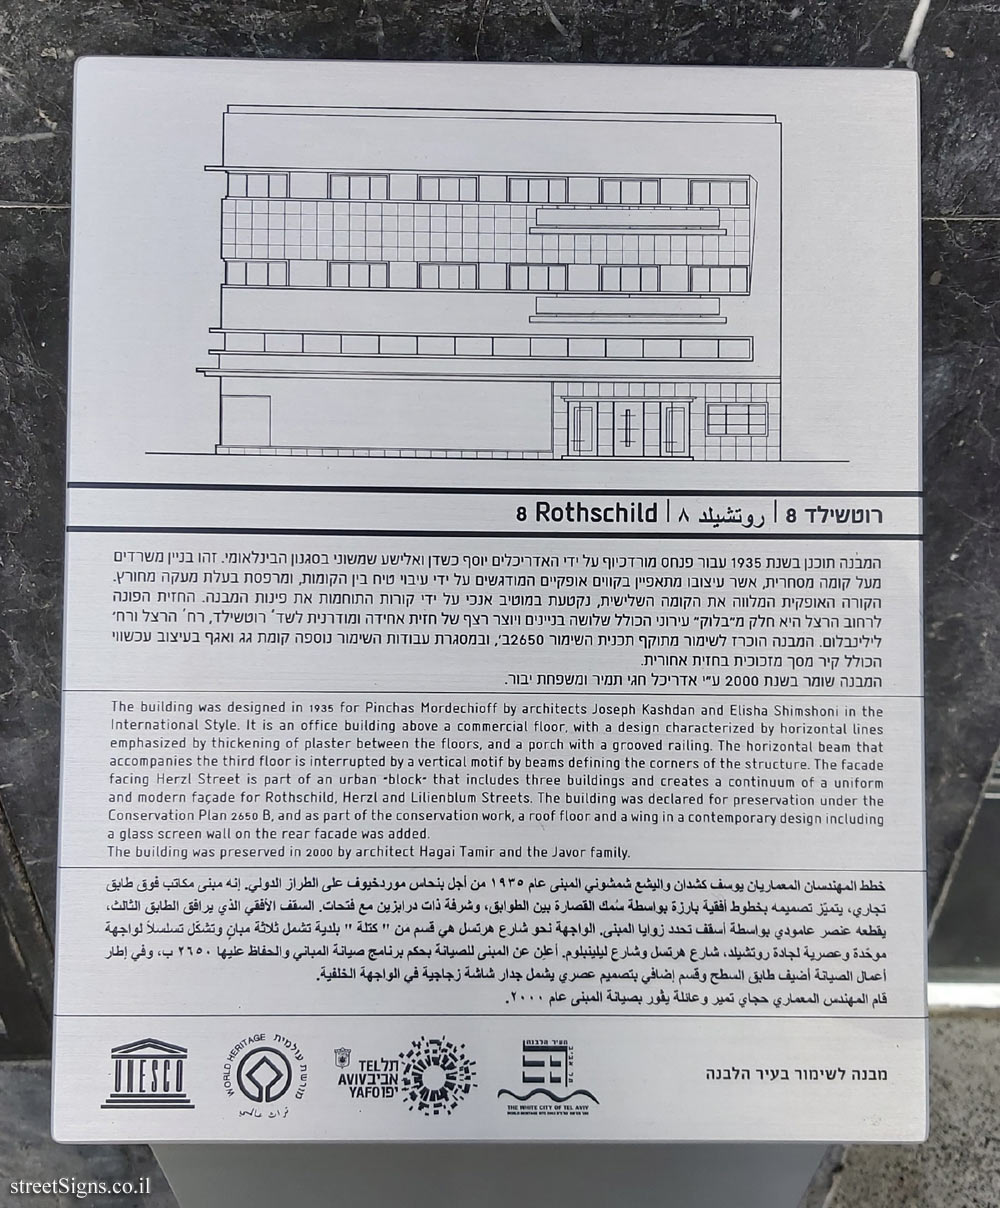 רוטשילד 8 | روتشيلد ٨ | Rothschild 8
המבנה תוכנן בשנת 1935 עבור פנחס מורדכיוף על ידי האדריכלים יוסף כשדן ואלישע שמשוני בסגנון הבינלאומי. זהו בניין משרדים
מעל קומה מסחרית, אשר עיצובו מתאפיין בקווים אופקיים המודגשים על ידי עיבוי טיח בין הקומות, ומרפסת בעלת מעקה מחורץ.
הקורה האופקית המלווה את הקומה השלישית, נקטעת במוטיב אנכי על ידי קורות התוחמות את פינות המבנה. החזית הפונה
לרחוב הרצל היא חלק מ״בלוק״ עירוני הכולל שלושה בניינים ויוצר רצף של חזית אחידה ומודרנית לשד׳ רוטשילד, רח׳ הרצל ורח׳
לילינבלום. המבנה הוכרז לשימור מתוקף תכנית השימור 2650ב׳, ובמסגרת עבודות השימור נוספה קומת גג ואגף בעיצוב עכשווי
הכולל קיר מסך מזכוכית בחזית אחורית.
המבנה שומר בשנת 2000 ע״י אדריכל חגי תמיר ומשפחת יבור.
The building was designed in 1935 for Pinchas Mordechioff by architects Joseph Kashdan and Elisha Shimshoni in the
International Style. It is an office building above a commercial floor, with a design characterized by horizontal lines
emphasized by thickening of plaster between the floors, and a porch with a grooved railing. The horizontal beam that
accompanies the third floor is interrupted by a vertical motif by beams defining the corners of the structure. The facade
facing Herzl Street is part of an urban "block" that includes three buildings and creates a continuum of a uniform
and modern façade for Rothschild, Herzl and Lilienblum Streets. The building was declared for preservation under the
Conservation Plan 2650 B, and as part of the conservation work, a roof floor and a wing in a contemporary design including
a glass screen wall on the rear facade was added.
The building was preserved in 2000 by architect Hagai Tamir and the Javor family.
خطط المهندسان المعماريان يوسف كشدان واليشع شمشوني المبنى عام ١٩٣٥ من أجل بنحاس موردخيوف على الطراز الدولي. إنه مبنى مكاتب فوق طابق
تجاري، يتميّز تصميمه بخطوط أفقية بارزة بواسطة سُمك القصارة بين الطوابق، وشرفة ذات درابزين مع فتحات. السقف الأفقي الذي يرافق الطابق الثالث،
يقطعه عنصر عامودي بواسطة أسقف تحدد زوايا المبنى. الواجهة نحو شارع هرتسل هي قسم من " كتلة " بلدية تشمل ثلاثة مبانٍ وتشكّل تسلسلاً لواجهة
موحّدة وعصرية لجادة روتشيلد، شارع هرتسل وشارع ليلينبلوم. أعلِن عن المبنى للصيانة بحكم برنامج صيانة المباني والحفاظ عليها ٢٦٥٠ ب، وفي إطار
أعمال الصيانة أضيف طابق السطح وقسم إضافي بتصميم عصري يشمل جدار شاشة زجاجية في الواجهة الخلفية.
قام المهندس المعماري حجاي تمير وعائلة يڤور بصيانة المبنى عام ٢٠٠٠.
UNESCO
WORLD HERITAGE מורשת עולמית
תל
TEL
אביב
AVIV
יפו
YAFO
העיר הלבנה
תל אביב
THE WHITE CITY OF TEL AVIV
מבנה לשימור בעיר הלבנה
streetSigns.co.il